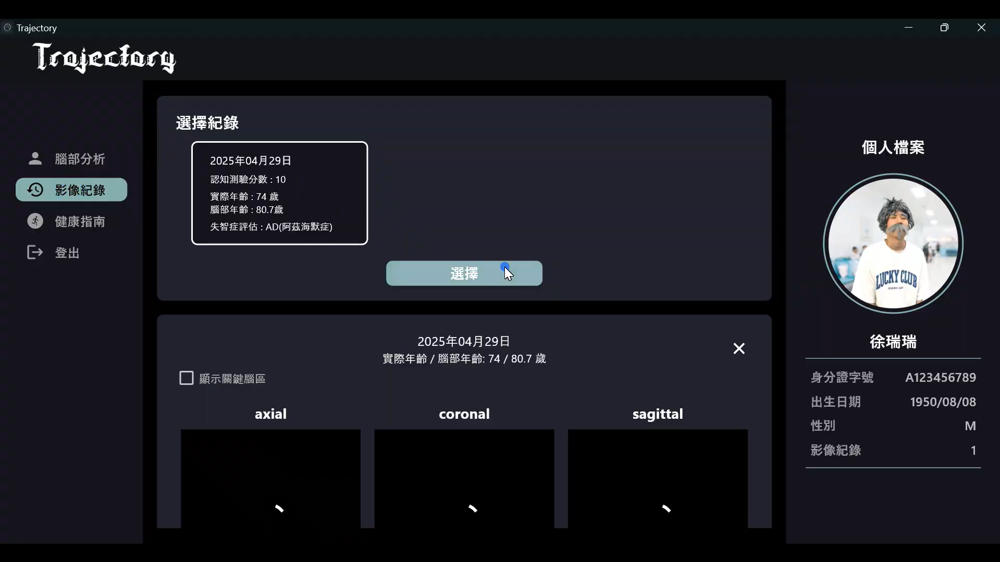 Trajectory
Trajectory
腦部分析
影像紀錄
健康指南
登出
選擇紀錄
2025年04月29日
認知測驗分數 : 10
實際年齡 : 74 歲
腦部年齡 : 80.7歲
失智症評估 : AD(阿茲海默症)
選擇
2025年04月29日
實際年齡 / 腦部年齡: 74 / 80.7 歲
顯示關鍵腦區
axial
coronal
sagittal
個人檔案
LUCKY CLUB
- EVERY DAY -
徐瑞瑞
身分證字號 A123456789
出生日期 1950/08/08
性別 M
影像紀錄 1